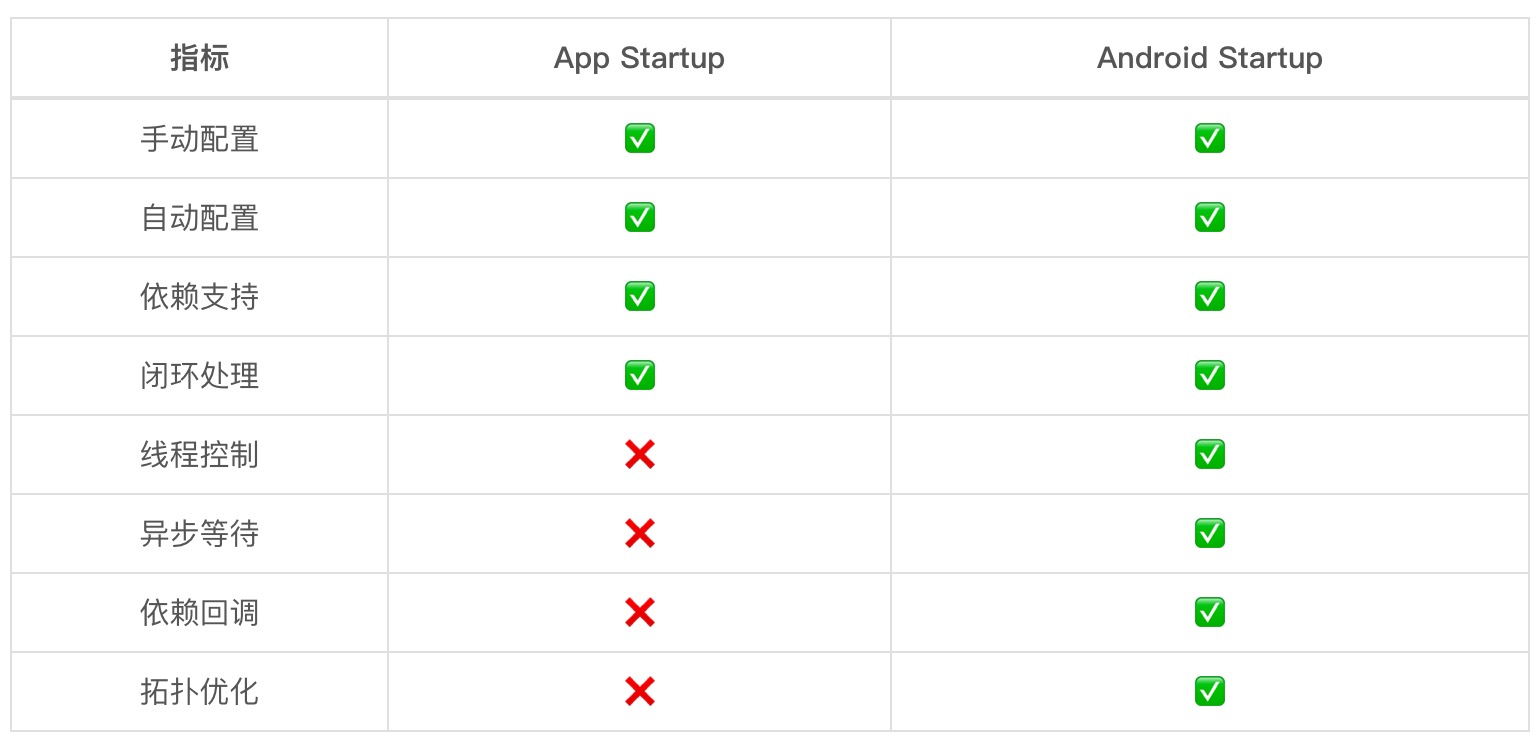 指标 App Startup Android Startup
手动配置 ✅ ✅
自动配置 ✅ ✅
依赖支持 ✅ ✅
闭环处理 ✅ ✅
线程控制 ❌ ✅
异步等待 ❌ ✅
依赖回调 ❌ ✅
拓扑优化 ❌ ✅